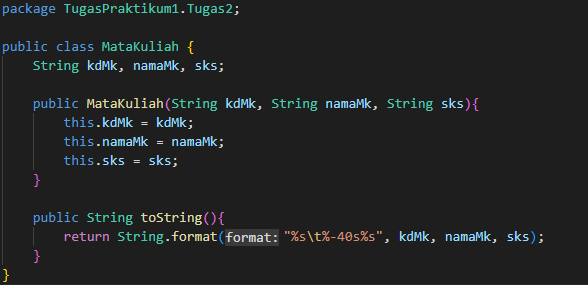 package TugasPraktikum1.Tugas2;
public class MataKuliah {
String kdMk, namaMk, sks;
public MataKuliah(String kdMk, String namaMk, String sks){
this.kdMk = kdMk;
this.namaMk = namaMk;
this.sks = sks;
}
public String toString(){
return String.format(format: "%s\t%-40s%s", kdMk, namaMk, sks);
}
}